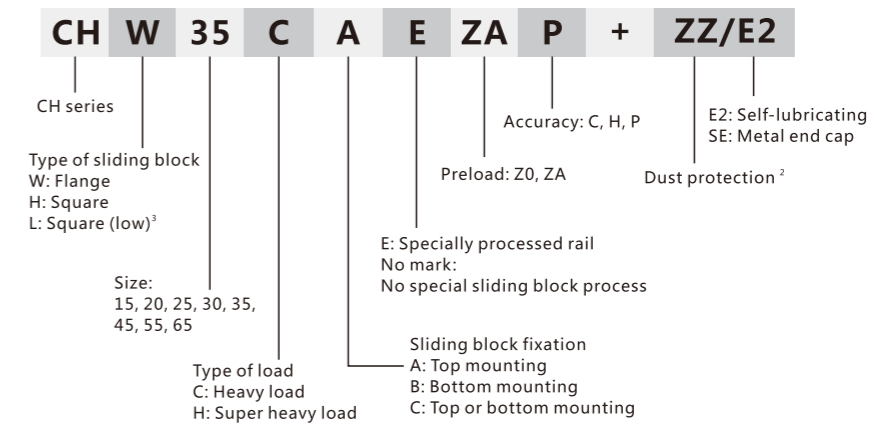 CH W 35 C A E ZA P + ZZ/E2
CH series
Type of sliding block
W: Flange
H: Square
L: Square (low)³
Size:
15, 20, 25, 30, 35,
45, 55, 65
Type of load
C: Heavy load
H: Super heavy load
Sliding block fixation
A: Top mounting
B: Bottom mounting
C: Top or bottom mounting
E: Specially processed rail
No mark:
No special sliding block process
Preload: Z0, ZA
Accuracy: C, H, P
Dust protection ²
E2: Self-lubricating
SE: Metal end cap